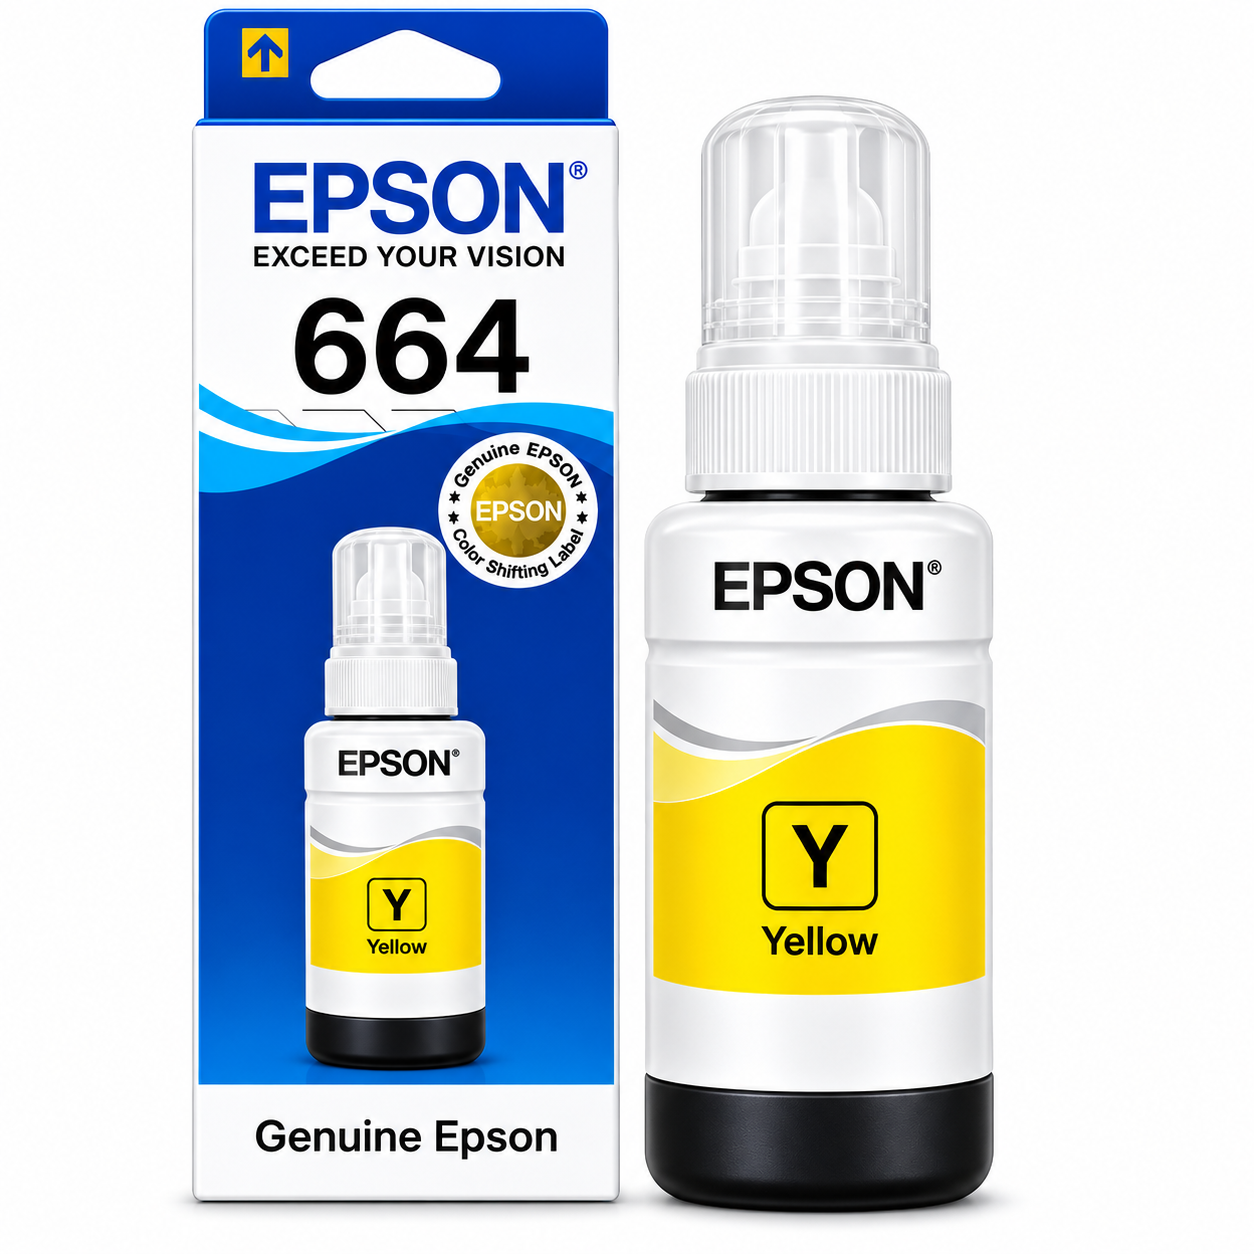 EPSON®
EXCEED YOUR VISION
664
Genuine EPSON
EPSON
Color Shifting Label
EPSON®
Y
Yellow
Genuine Epson
EPSON®
Y
Yellow